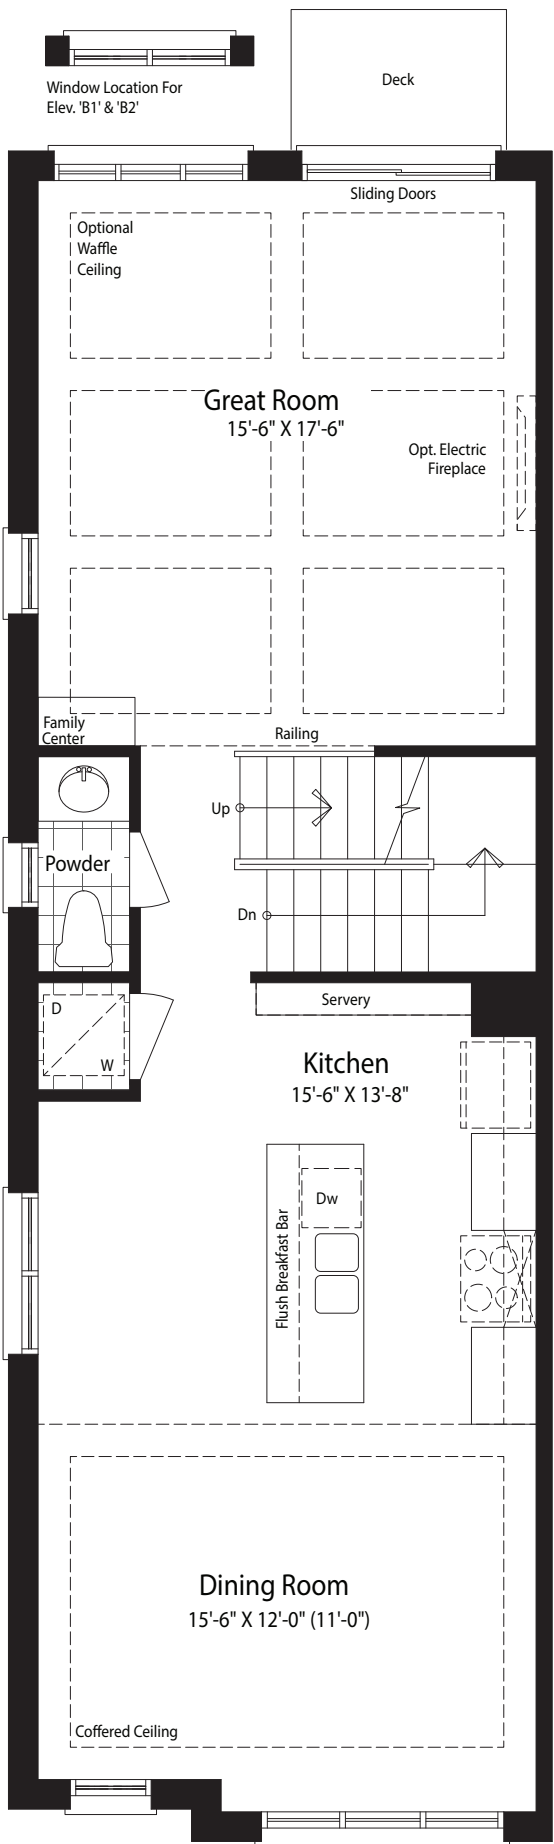 Window Location For
Elev. 'B1' & 'B2'
Deck
Sliding Doors
Optional
Waffle
Ceiling
Great Room
15'-6" X 17'-6"
Opt. Electric
Fireplace
Family
Center
Railing
Up
Powder
Dn
Servery
D
W
Kitchen
15'-6" X 13'-8"
Dw
Flush Breakfast Bar
Dining Room
15'-6" X 12'-0" (11'-0")
Coffered Ceiling